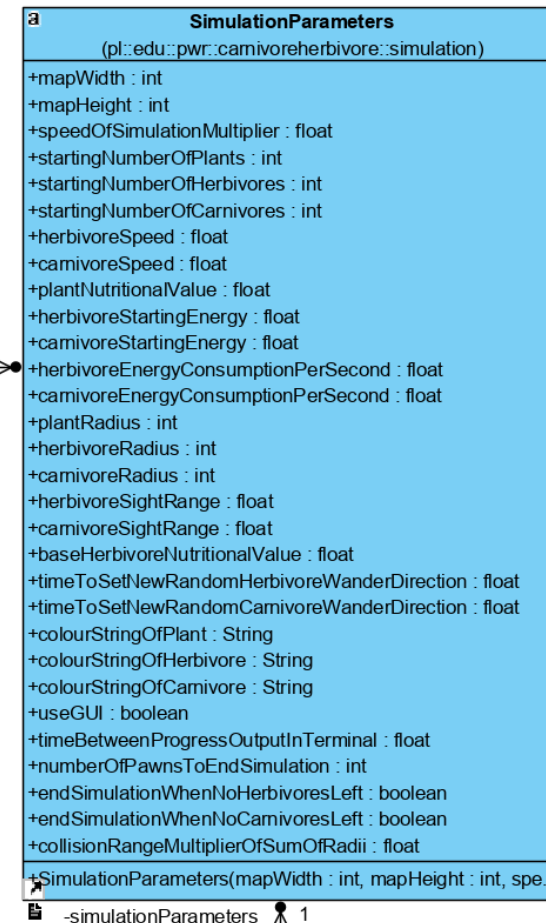 a
SimulationParameters
(pl::edu::pwr::carnivoreherbivore::simulation)
+mapWidth : int
+mapHeight : int
+speedOfSimulationMultiplier : float
+startingNumberOfPlants : int
+startingNumberOfHerbivores : int
+startingNumberOfCarnivores : int
+herbivoreSpeed : float
+carnivoreSpeed : float
+plantNutritionalValue : float
+herbivoreStartingEnergy : float
+carnivoreStartingEnergy : float
+herbivoreEnergyConsumptionPerSecond : float
+carnivoreEnergyConsumptionPerSecond : float
+plantRadius : int
+herbivoreRadius : int
+carnivoreRadius : int
+herbivoreSightRange : float
+carnivoreSightRange : float
+baseHerbivoreNutritionalValue : float
+timeToSetNewRandomHerbivoreWanderDirection : float
+timeToSetNewRandomCarnivoreWanderDirection : float
+colourStringOfPlant : String
+colourStringOfHerbivore : String
+colourStringOfCarnivore : String
+useGUI : boolean
+timeBetweenProgressOutputInTerminal : float
+numberOfPawnsToEndSimulation : int
+endSimulationWhenNoHerbivoresLeft : boolean
+endSimulationWhenNoCarnivoresLeft : boolean
+collisionRangeMultiplierOfSumOfRadii : float
+SimulationParameters(mapWidth : int, mapHeight : int, spe.
-simulationParameters 1